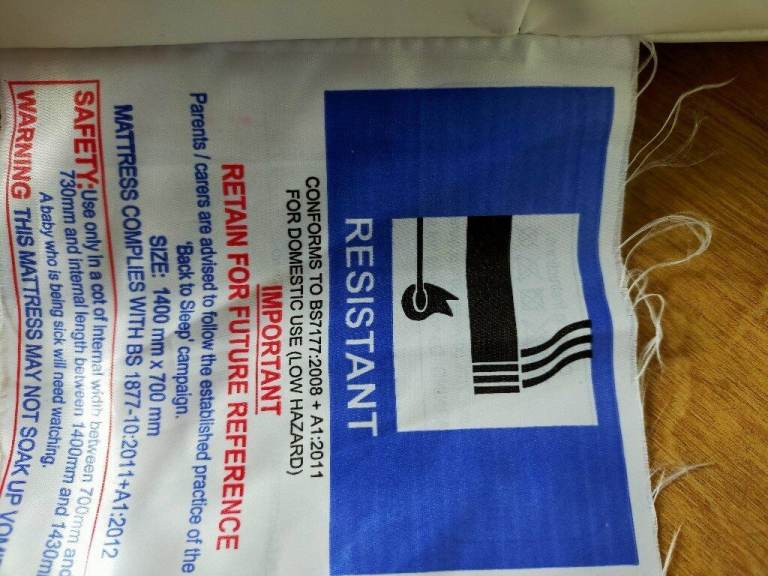 RESISTANT
CONFORMS TO BS7177:2008 + A1:2011
FOR DOMESTIC USE (LOW HAZARD)
IMPORTANT
RETAIN FOR FUTURE REFERENCE
Parents / carers are advised to follow the established practice of the
'Back to Sleep' campaign.
SIZE: 1400 mm x 700 mm
MATTRESS COMPLIES WITH BS 1877-10:2011+A1:2012
SAFETY: Use only in a cot of internal width between 700mm and
730mm and internal length between 1400mm and 1430m
A baby who is being sick will need watching.
WARNING THIS MATTRESS MAY NOT SOAK UP VOMI